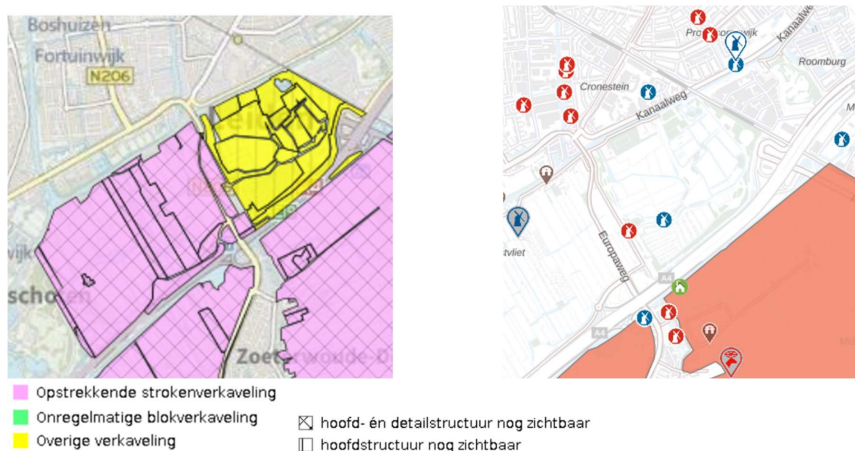 Boshuizen
Fortuinwijk
N206
Zoeterwoude-D
Opstrekkende strokenverkaveling
Onregelmatige blokverkaveling
Overige verkaveling
hoofd- én detailstructuur nog zichtbaar
hoofdstructuur nog zichtbaar
Kanaalweg
Roomburg
Cronestein
Kanaalweg
Europaweg
A4
A4